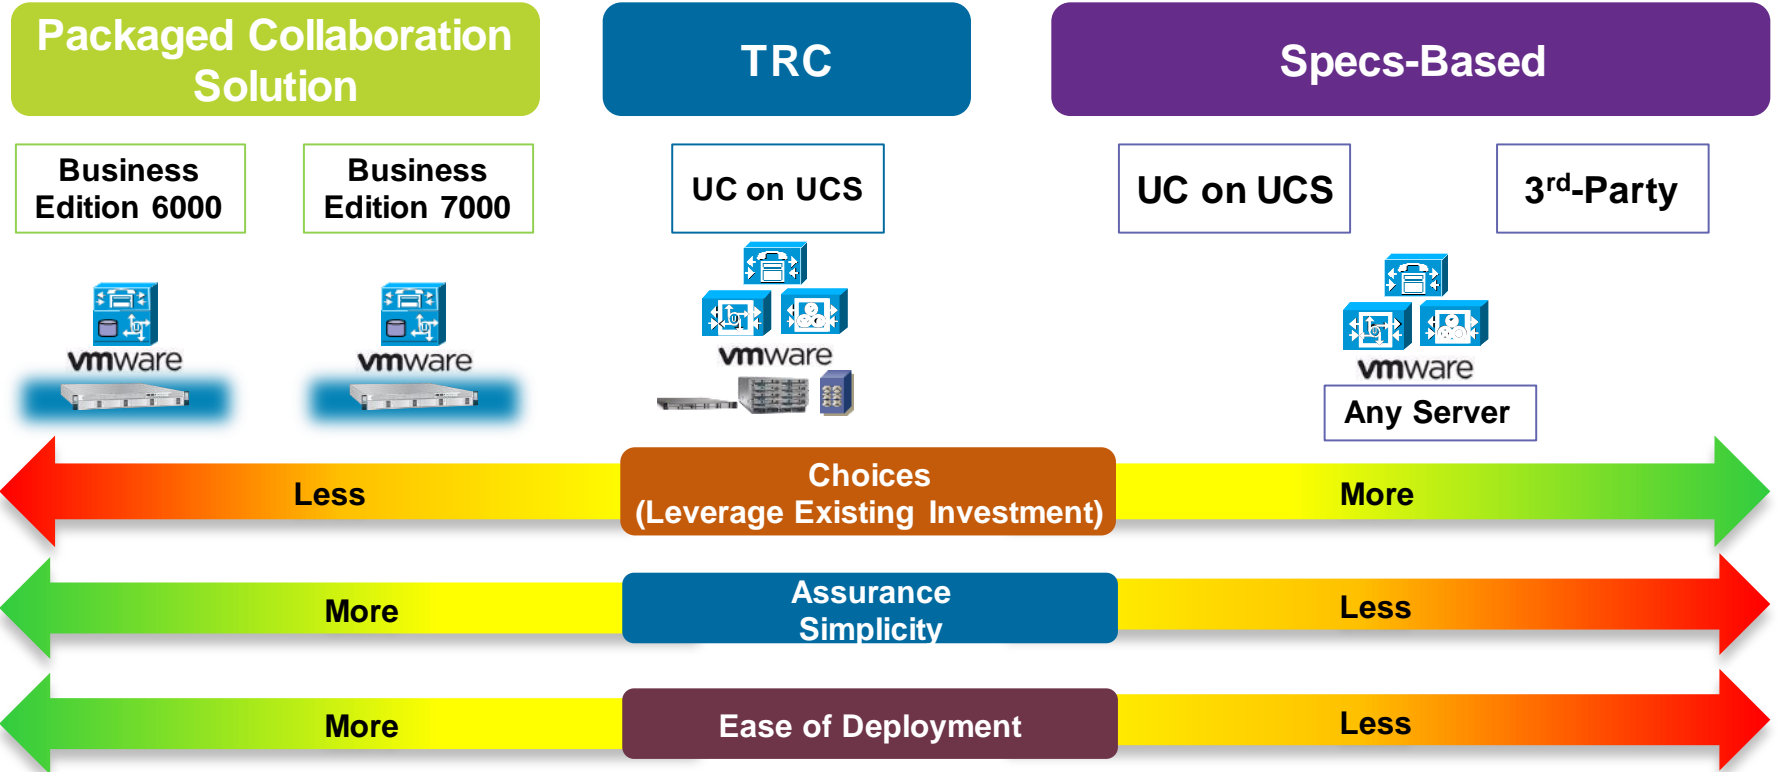 Packaged Collaboration
Solution
TRC
Specs-Based
Business
Edition 6000
Business
Edition 7000
UC on UCS
UC on UCS
3rd-Party
vmware
vmware
vmware
vmware
Any Server
Less
Choices
(Leverage Existing Investment)
More
More
Assurance
Simplicity
Less
More
Ease of Deployment
Less